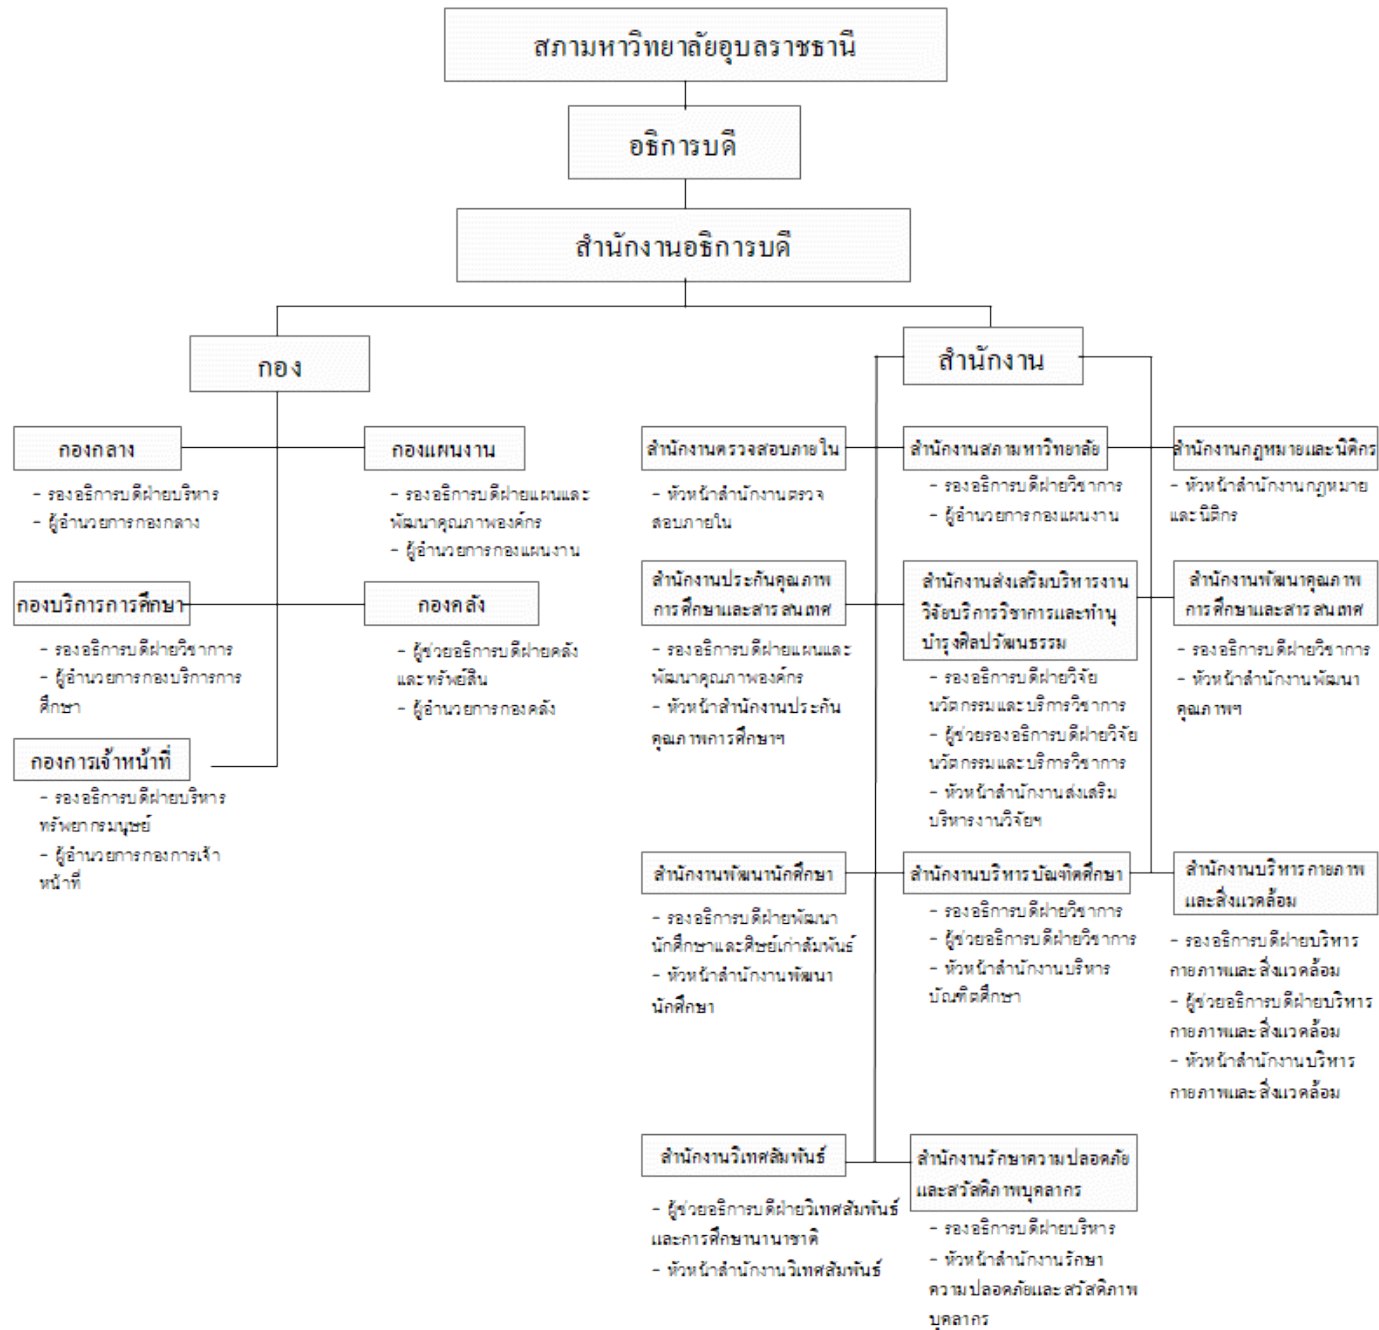 สภามหาวิทยาลัยอุบลราชธานี
อธิการบดี
สำนักงานอธิการบดี
กอง
กองกลาง
- รองอธิการบดีฝ่ายบริหาร
- ผู้อำนวยการกองกลาง
กองแผนงาน
- รองอธิการบดีฝ่ายแผนและ
พัฒนาคุณภาพองค์กร
- ผู้อำนวยการกองแผนงาน
กองบริการการศึกษา
- รองอธิการบดีฝ่ายวิชาการ
- ผู้อำนวยการกองบริการการ
ศึกษา
กองคลัง
- ผู้ช่วยอธิการบดีฝ่ายคลัง
และทรัพย์สิน
- ผู้อำนวยการกองคลัง
กองการเจ้าหน้าที่
- รองอธิการบดีฝ่ายบริหาร
ทรัพยากรมนุษย์
- ผู้อำนวยการกองการเจ้า
หน้าที่
สำนักงาน
สำนักงานตรวจสอบภายใน
- หัวหน้าสำนักงานตรวจ
สอบภายใน
สำนักงานสภามหาวิทยาลัย
- รองอธิการบดีฝ่ายวิชาการ
- ผู้อำนวยการกองแผนงาน
สำนักงานกฎหมายและนิติกร
- หัวหน้าสำนักงานกฎหมาย
และนิติกร
สำนักงานประกันคุณภาพ
การศึกษาและสารสนเทศ
- รองอธิการบดีฝ่ายแผนและ
พัฒนาคุณภาพองค์กร
- หัวหน้าสำนักงานประกัน
คุณภาพการศึกษาฯ
สำนักงานส่งเสริมบริหารงาน
วิจัยบริการวิชาการและทำนุ
บำรุงศิลปวัฒนธรรม
- รองอธิการบดีฝ่ายวิจัย
นวัตกรรมและบริการวิชาการ
- ผู้ช่วยรองอธิการบดีฝ่ายวิจัย
นวัตกรรมและบริการวิชาการ
- หัวหน้าสำนักงานส่งเสริม
บริหารงานวิจัยฯ
สำนักงานพัฒนาคุณภาพ
การศึกษาและสารสนเทศ
- รองอธิการบดีฝ่ายวิชาการ
- หัวหน้าสำนักงานพัฒนา
คุณภาพฯ
สำนักงานพัฒนานักศึกษา
- รองอธิการบดีฝ่ายพัฒนา
นักศึกษาและศิษย์เก่าสัมพันธ์
- หัวหน้าสำนักงานพัฒนา
นักศึกษา
สำนักงานบริหารบัณฑิตศึกษา
- รองอธิการบดีฝ่ายวิชาการ
- ผู้ช่วยอธิการบดีฝ่ายวิชาการ
- หัวหน้าสำนักงานบริหาร
บัณฑิตศึกษา
สำนักงานบริหารกายภาพ
และสิ่งแวดล้อม
- รองอธิการบดีฝ่ายบริหาร
กายภาพและสิ่งแวดล้อม
- ผู้ช่วยอธิการบดีฝ่ายบริหาร
กายภาพและสิ่งแวดล้อม
- หัวหน้าสำนักงานบริหาร
กายภาพและสิ่งแวดล้อม
สำนักงานวิเทศสัมพันธ์
- ผู้ช่วยอธิการบดีฝ่ายวิเทศสัมพันธ์
และการศึกษานานาชาติ
- หัวหน้าสำนักงานวิเทศสัมพันธ์
สำนักงานรักษาความปลอดภัย
และสวัสดิภาพบุคลากร
- รองอธิการบดีฝ่ายบริหาร
- หัวหน้าสำนักงานรักษา
ความปลอดภัยและสวัสดิภาพ
บุคลากร